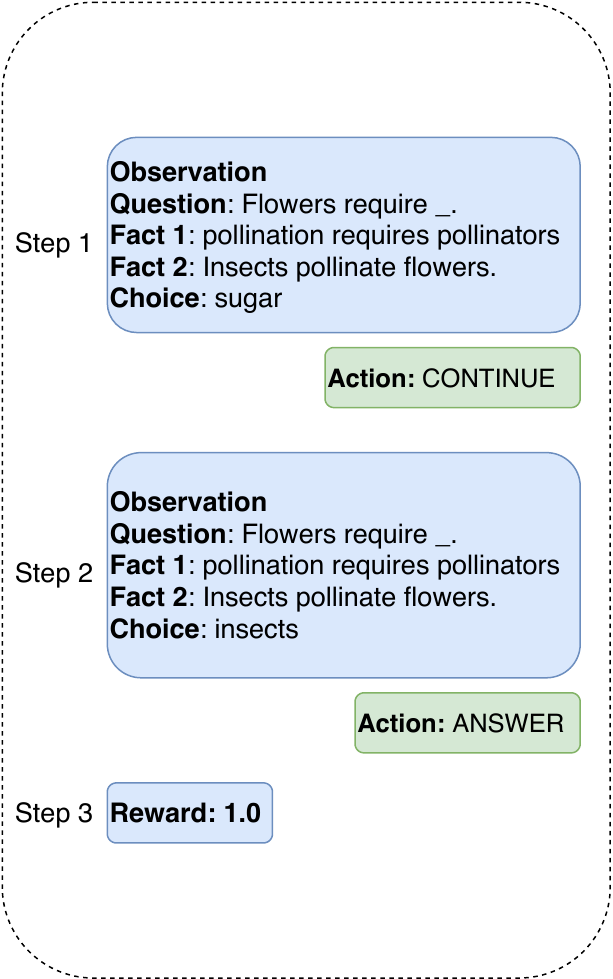 Observation
Question: Flowers require _.
Step 1
Fact 1: pollination requires pollinators
Fact 2: Insects pollinate flowers.
Choice: sugar
Action: CONTINUE
Observation
Question: Flowers require _.
Step 2
Fact 1: pollination requires pollinators
Fact 2: Insects pollinate flowers.
Choice: insects
Action: ANSWER
Step 3
Reward: 1.0